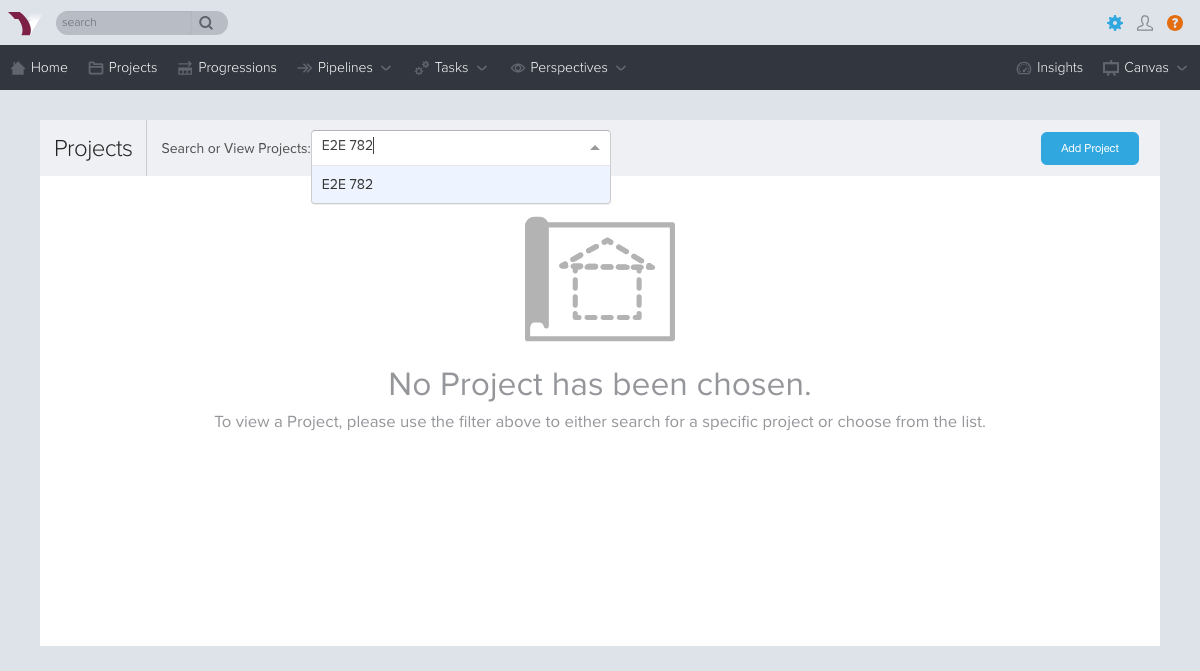 search
?
Home Projects Progressions Pipelines Tasks Perspectives Insights Canvas
Projects Search or View Projects: E2E 782 Add Project
E2E 782
No Project has been chosen.
To view a Project, please use the filter above to either search for a specific project or choose from the list.